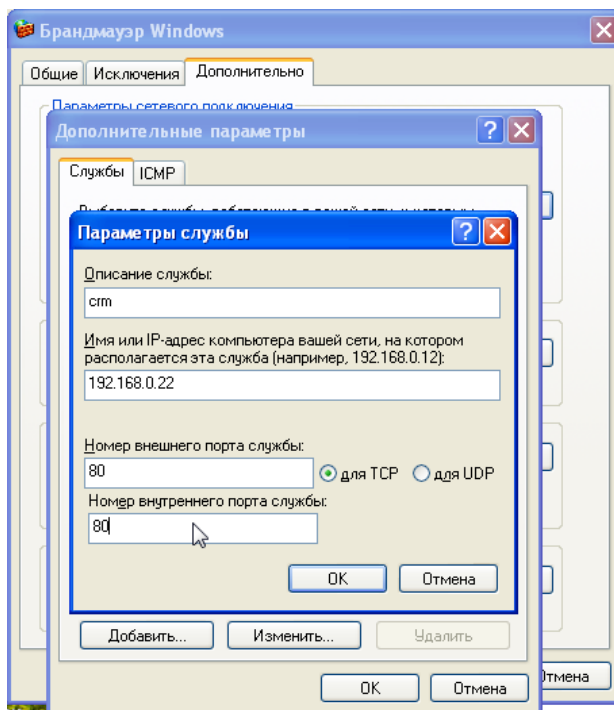 Брандмауэр Windows
Общие Исключения Дополнительно
Параметры сетевого подключения
Дополнительные параметры
Службы ICMP
Параметры службы
Описание службы:
crm
Имя или IP-адрес компьютера вашей сети, на котором
располагается эта служба (например, 192.168.0.12):
192.168.0.22
Номер внешнего порта службы:
80 для TCP для UDP
Номер внутреннего порта службы:
80
OK Отмена
Добавить... Изменить... Удалить
OK Отмена
Отмена